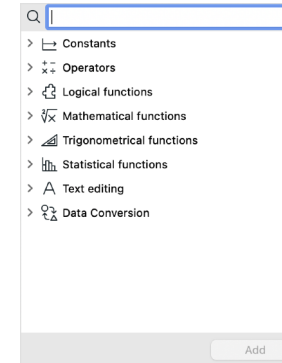 Constants
Operators
Logical functions
Mathematical functions
Trigonometrical functions
Statistical functions
Text editing
Data Conversion
Add